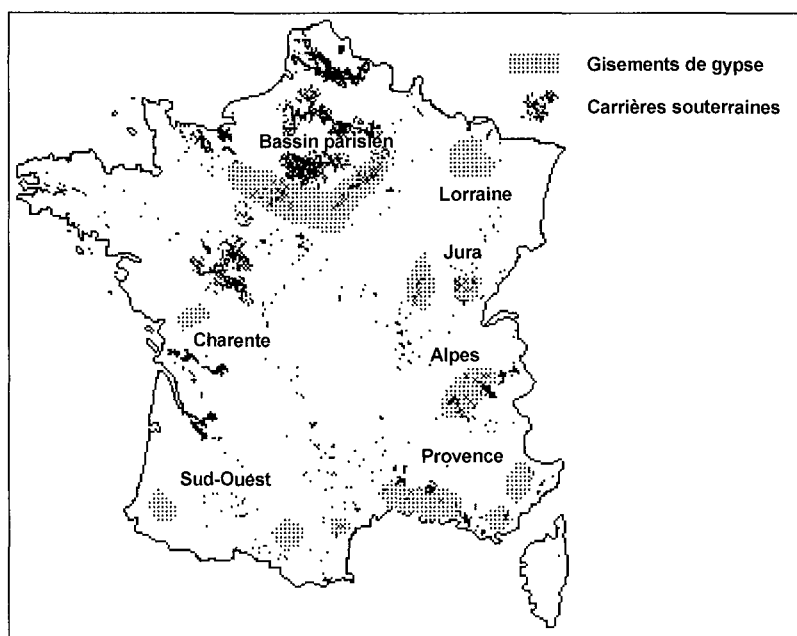 Gisements de gypse
Carrières souterraines
Bassin parisien
Lorraine
Jura
Charente
Alpes
Provence
Sud-Ouest